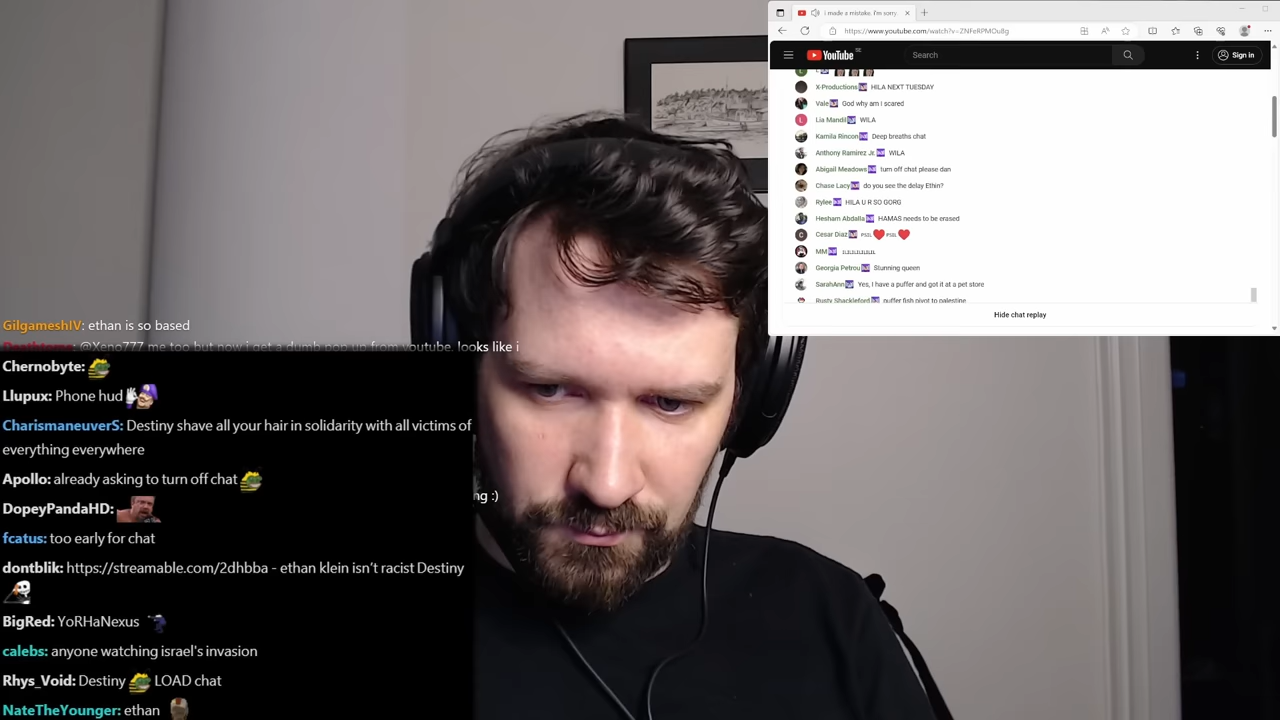 i made a mistake. i'm sorry.
https://www.youtube.com/watch?v=ZNFeRPMOu8g
YouTube
SE
Search
Sign in
X-Productions HILA NEXT TUESDAY
Vale God why am i scared
Lia Mandil WILA
Kamila Rincon Deep breaths chat
Anthony Ramirez Jr. WILA
Abigail Meadows turn off chat please dan
Chase Lacy do you see the delay Ethin?
Rylee HILA U R SO GORG
Hesham Abdalla HAMAS needs to be erased
Cesar Diaz
MM
Georgia Petrou Stunning queen
SarahAnn Yes, I have a puffer and got it at a pet store
Rusty Shackleford puffer fish pivot to palestine
Hide chat replay
GilgameshIV: ethan is so based
@Xeno777 me too but now i get a dumb pop up from youtube. looks like i
Chernobyte:
Llupux: Phone hud
CharismaneuverS: Destiny shave all your hair in solidarity with all victims of
everything everywhere
Apollo: already asking to turn off chat
ng :)
DopeyPandaHD:
fcatus: too early for chat
dontblik: https://streamable.com/2dhbba - ethan klein isn't racist Destiny
BigRed: YoRHaNexus
calebs: anyone watching israel's invasion
Rhys_Void: Destiny LOAD chat
NateTheYounger: ethan